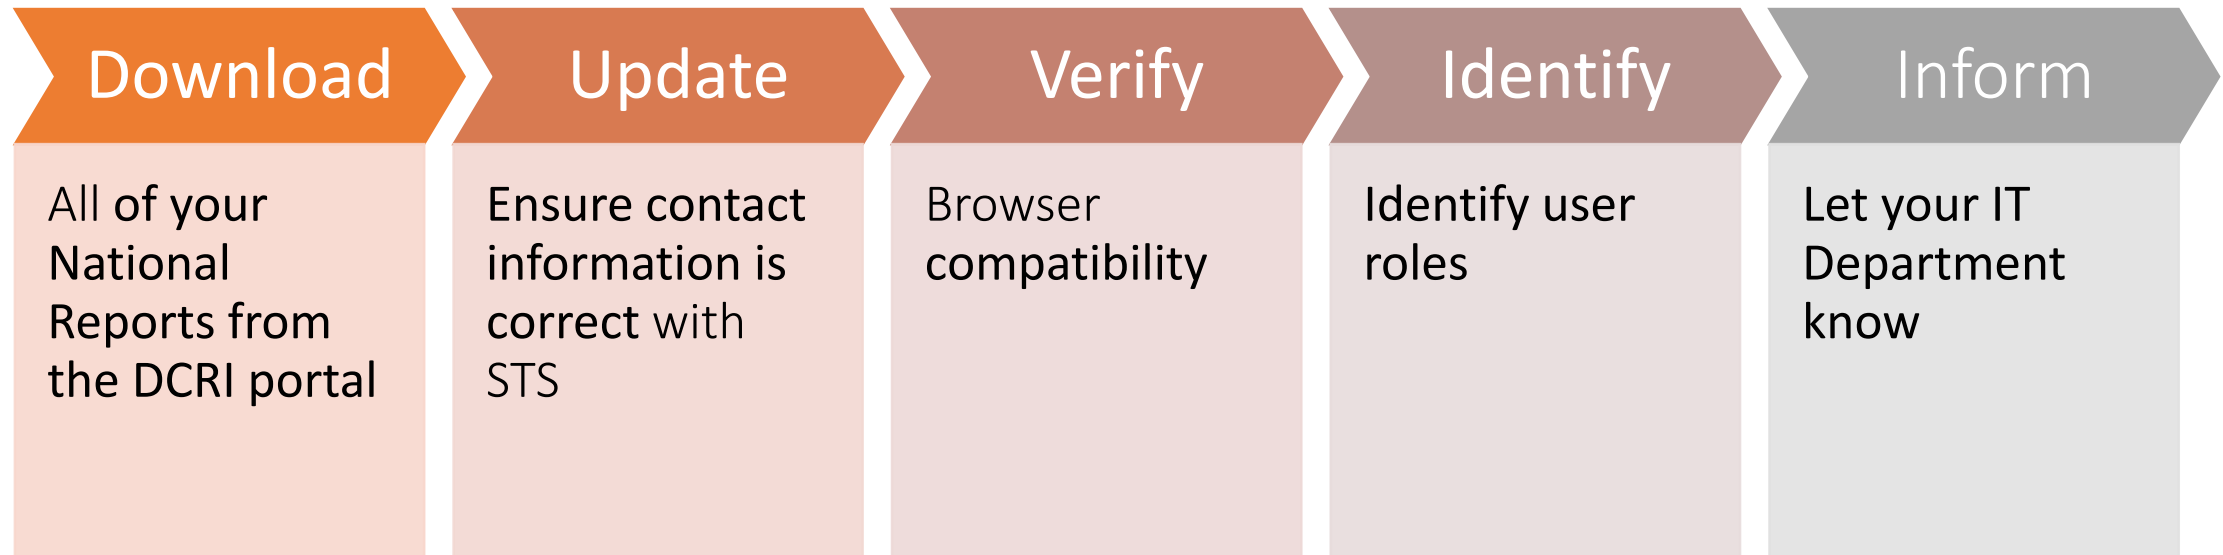 Download
All of your
National
Reports from
the DCRI portal
Update
Ensure contact
information is
correct with
STS
Verify
Browser
compatibility
Identify
Identify user
roles
Inform
Let your IT
Department
know